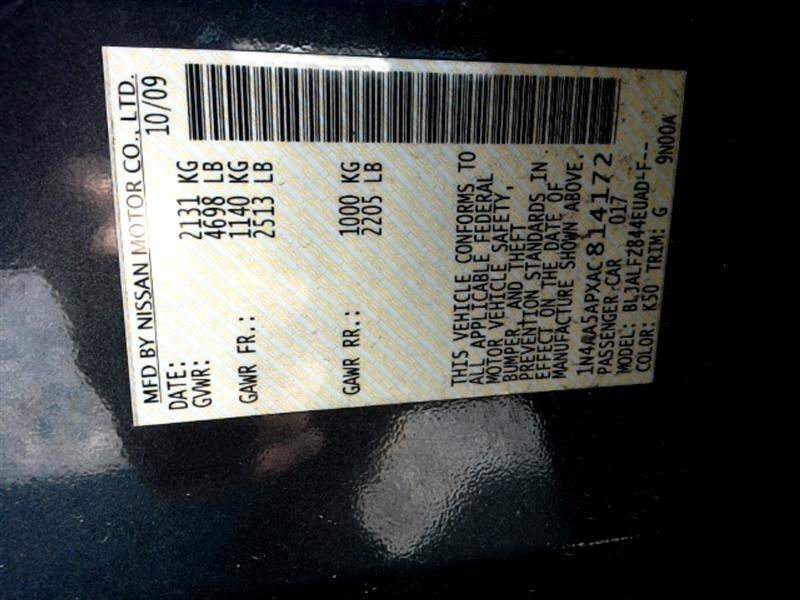 MFD BY NISSAN MOTOR CO., LTD.
DATE: 10/09
GVWR: 2131 KG
4698 LB
GAWR FR.: 1140 KG
2513 LB
GAWR RR.: 1000 KG
2205 LB
THIS VEHICLE CONFORMS TO
ALL APPLICABLE FEDERAL
MOTOR VEHICLE SAFETY,
BUMPER AND THEFT
PREVENTION STANDARDS IN
EFFECT ON THE DATE OF
MANUFACTURE SHOWN ABOVE.
1N4AA5APXAC814172
PASSENGER CAR 017
MODEL: BLJALFZ844EUAD-F--
COLOR: K50 TRIM: G 9N00A